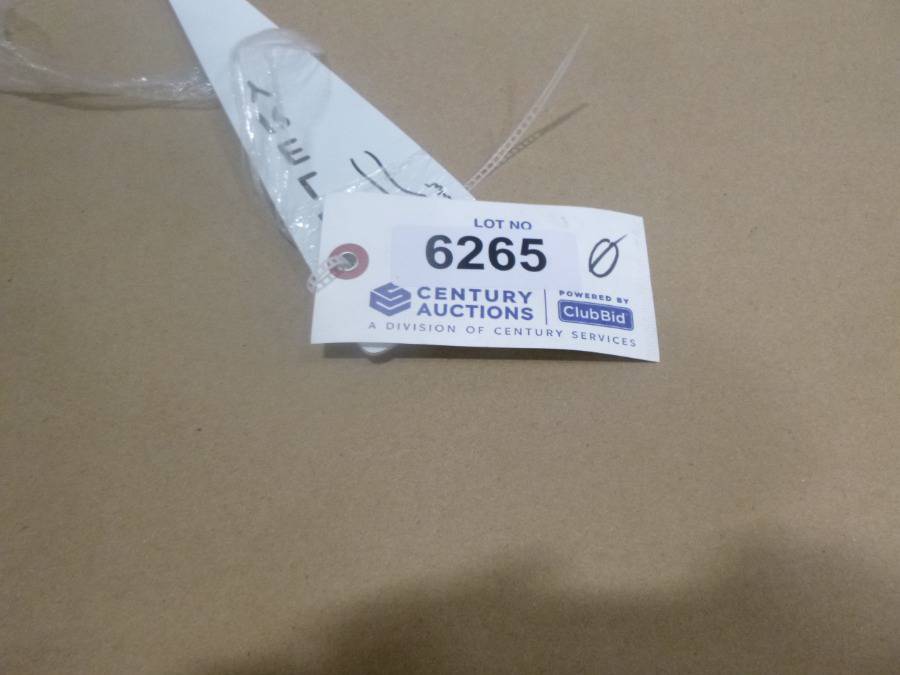 LOT NO
6265 Ø
CENTURY AUCTIONS
POWERED BY
ClubBid
A DIVISION OF CENTURY SERVICES